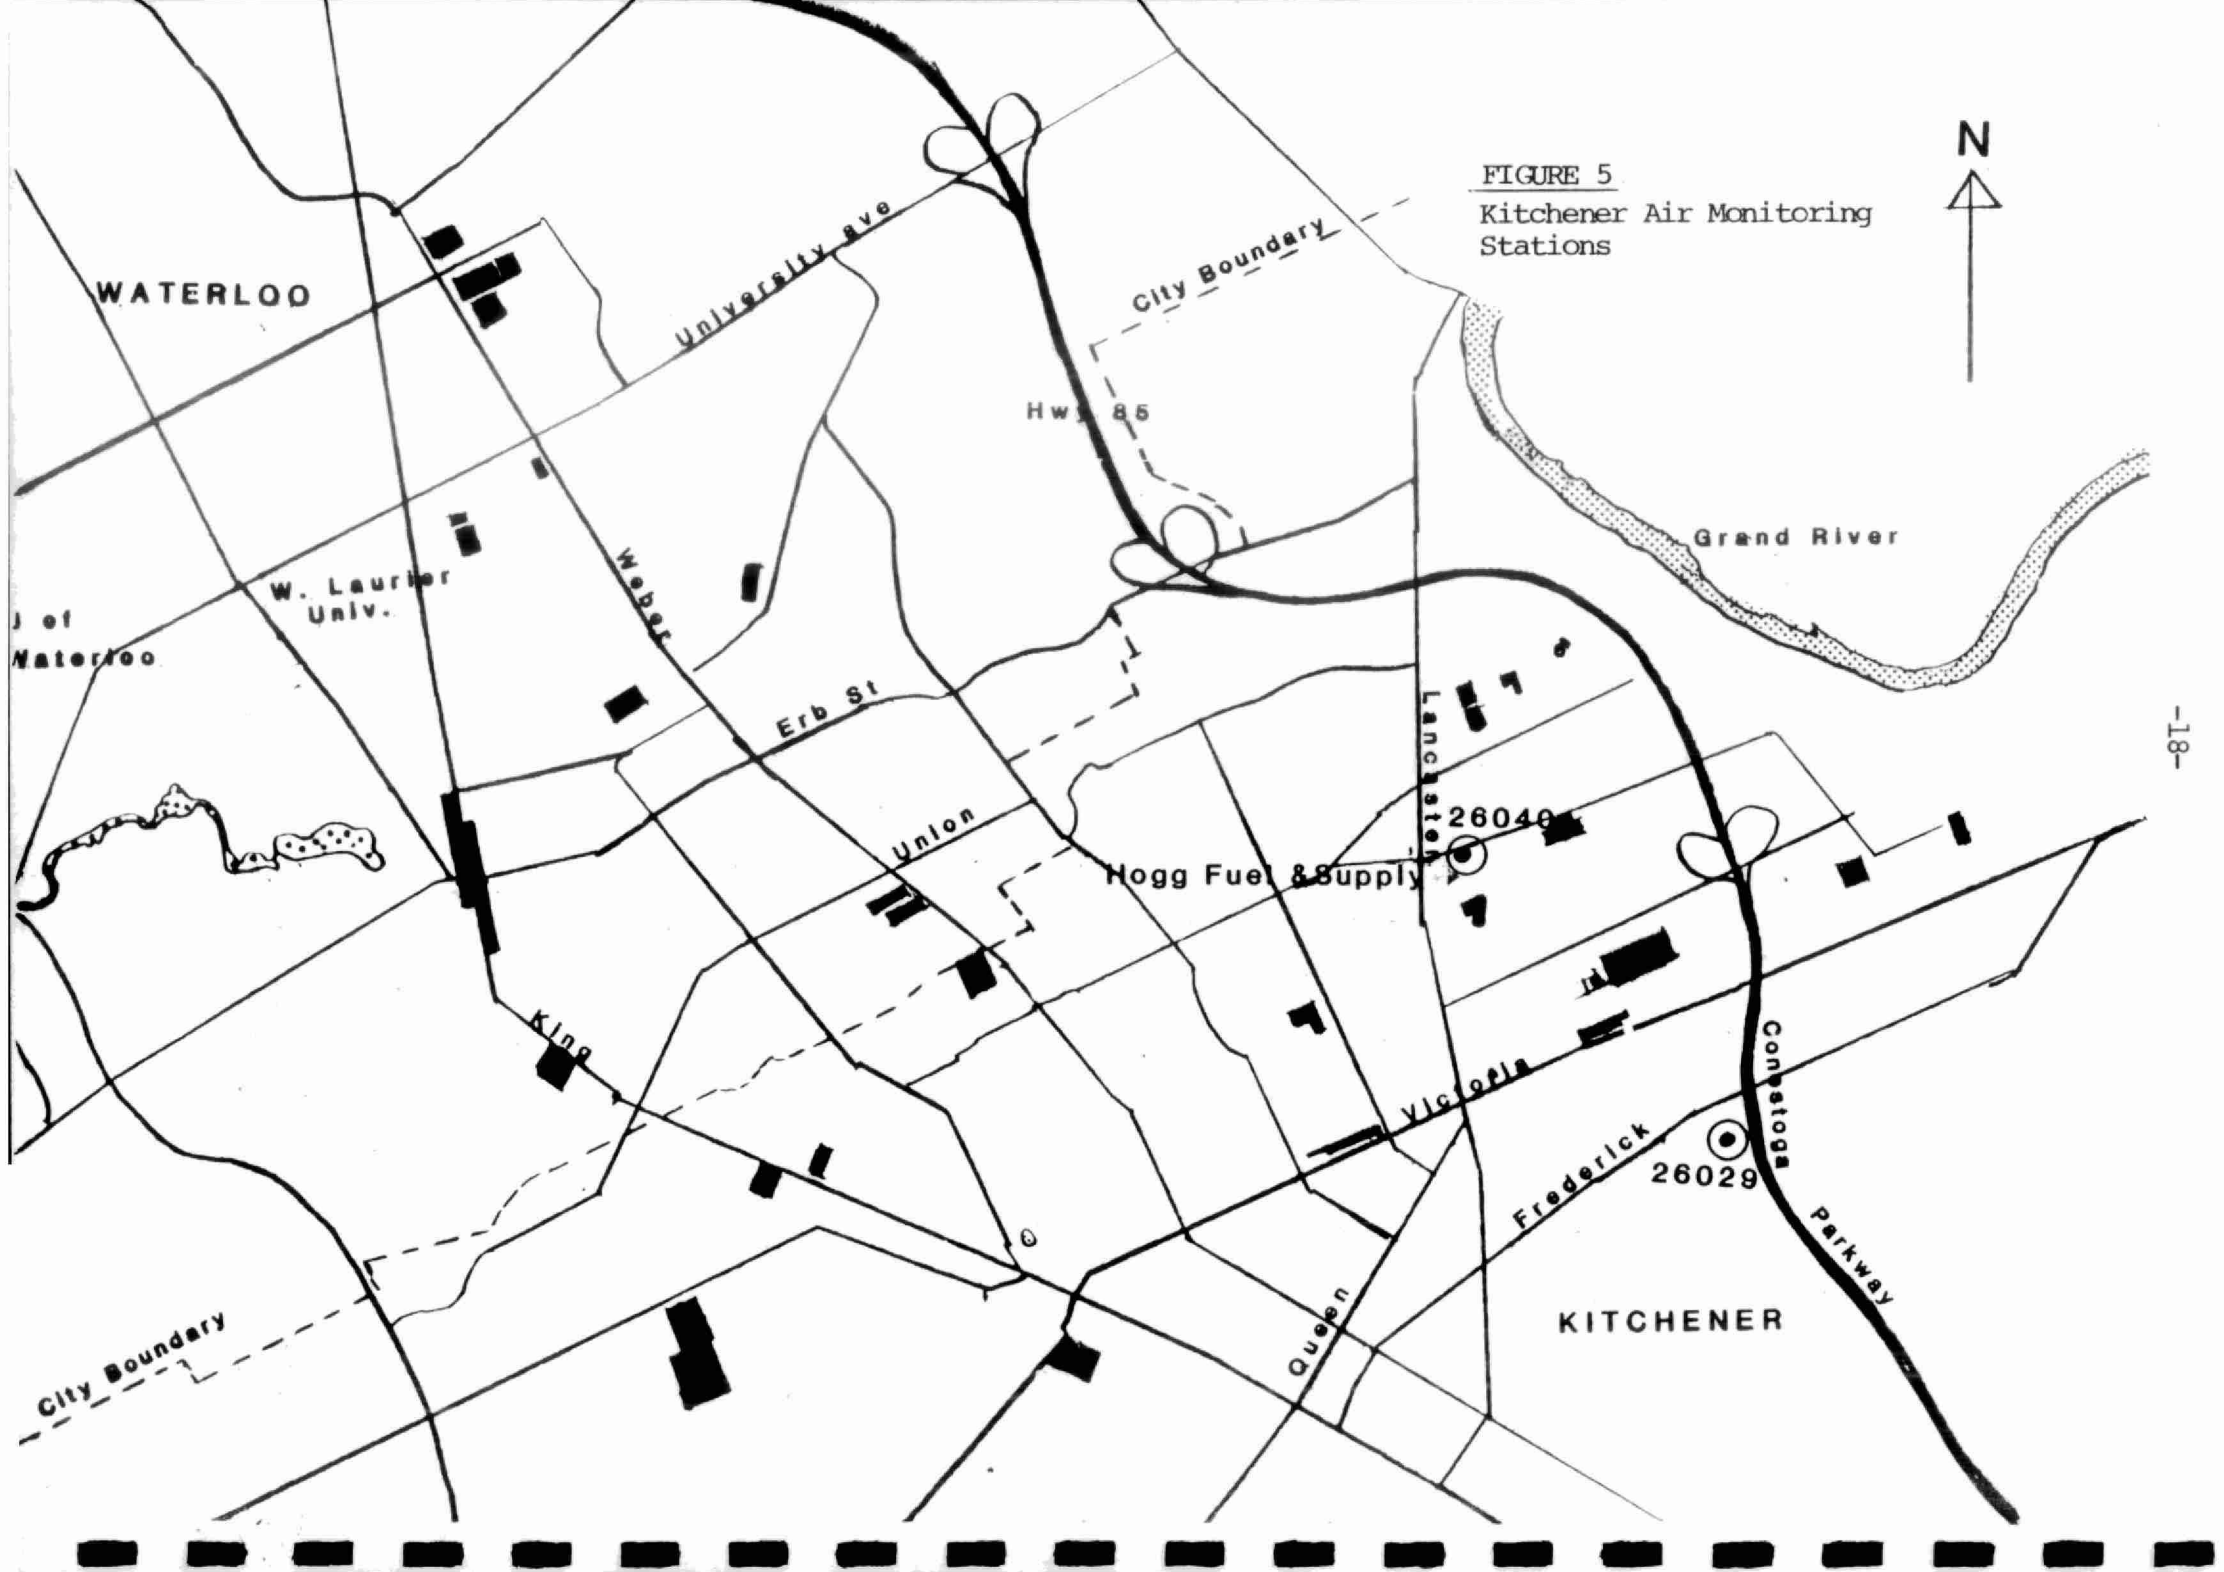 FIGURE 5
Kitchener Air Monitoring
Stations
N
City Boundary
University ave
WATERLOO
Hwy 85
Grand River
W. Laurier
Univ.
Weber
of
Waterloo
Erb St
Lancaster
-18-
Union
26040
Hogg Fuel & Supply
King
Victoria
Conestoga
Parkway
Frederick
26029
Queen
KITCHENER
City Boundary